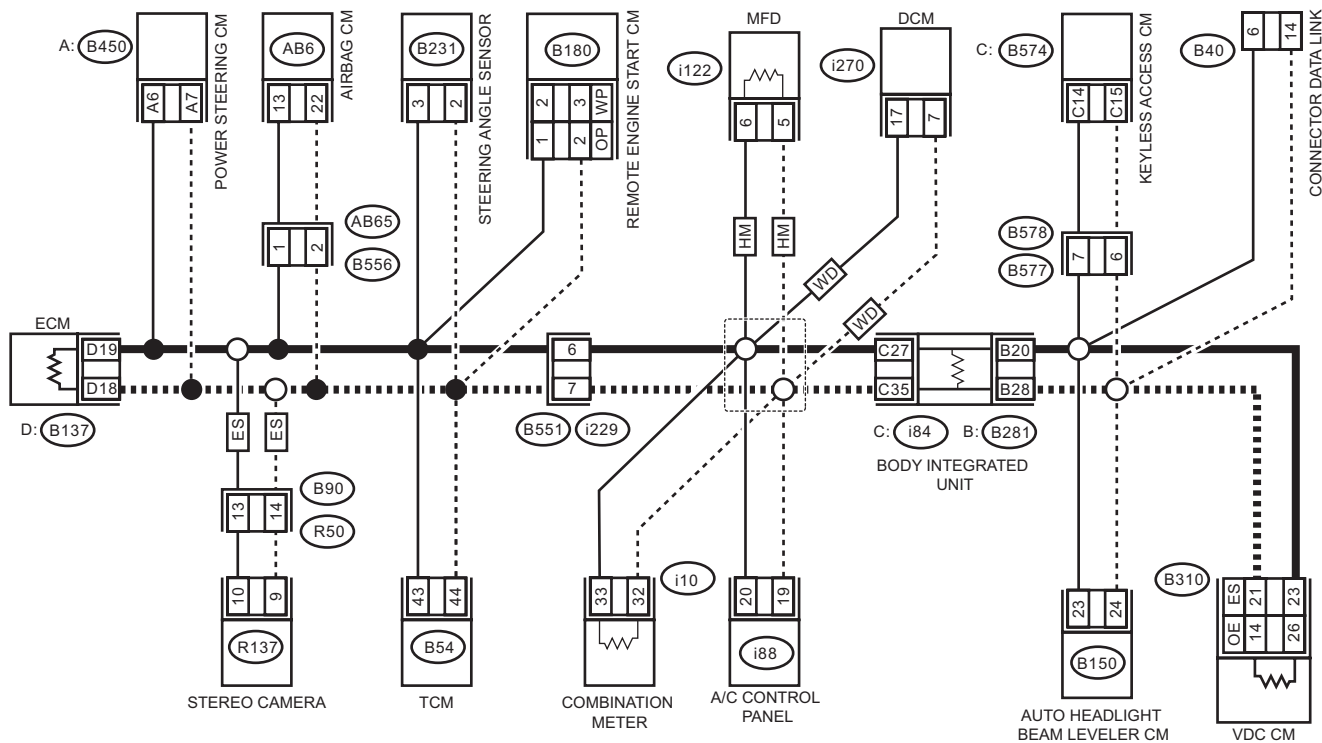 A: B450
A6 A7
POWER STEERING CM
AB6
13 22
AIRBAG CM
B231
3 2
STEERING ANGLE SENSOR
B180
2 3 WP
1 2 OP
REMOTE ENGINE START CM
MFD
i122
6 5
DCM
i270
17 7
C: B574
C14 C15
KEYLESS ACCESS CM
B40
6 14
CONNECTOR DATA LINK
1 2
AB65
B556
HM HM
WD
WD
B578
B577
7 6
ECM
D19
D18
D: B137
6
7
B551 i229
C27
C35
B20
B28
C: i84 B: B281
BODY INTEGRATED
UNIT
ES ES
13 14
B90
R50
10 9
R137
STEREO CAMERA
43 44
B54
TCM
33 32
i10
COMBINATION
METER
20 19
i88
A/C CONTROL
PANEL
23 24
B150
AUTO HEADLIGHT
BEAM LEVELER CM
B310
ES 21 23
OE 14 26
VDC CM